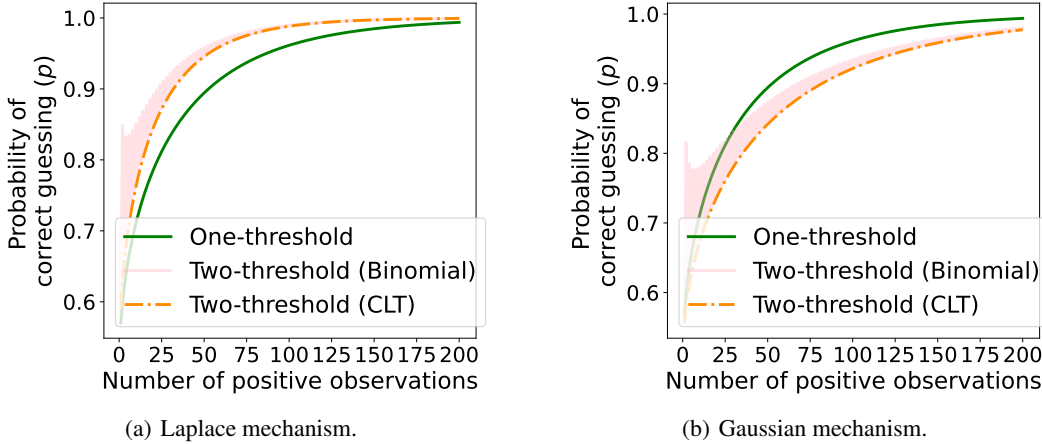 Probability of
correct guessing (p)
1.0
0.9
0.8
0.7
0.6
One-threshold
Two-threshold (Binomial)
Two-threshold (CLT)
0 25 50 75 100 125 150 175 200
Number of positive observations
(a) Laplace mechanism.
Probability of
correct guessing (p)
1.0
0.9
0.8
0.7
0.6
One-threshold
Two-threshold (Binomial)
Two-threshold (CLT)
0 25 50 75 100 125 150 175 200
Number of positive observations
(b) Gaussian mechanism.